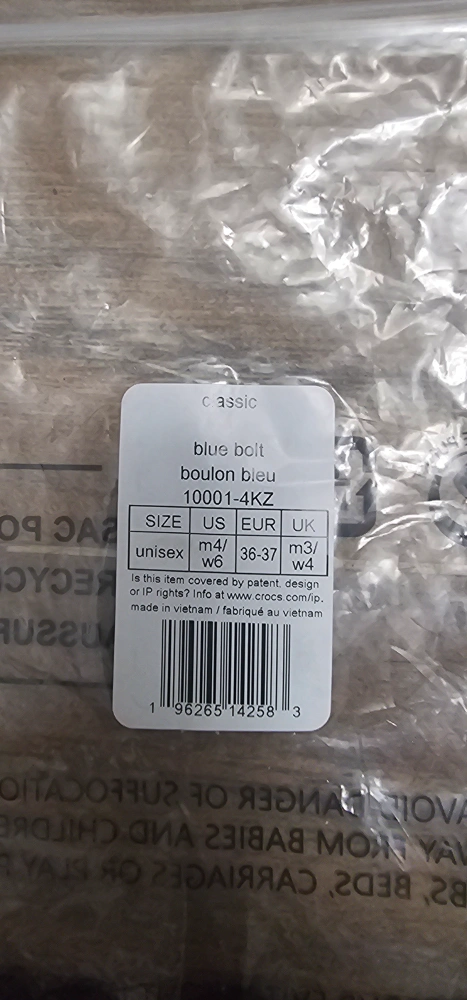 classic
blue bolt
boulon bleu
10001-4KZ
SIZE US EUR UK
unisex m4/ w6 36-37 m3/ w4
Is this item covered by patent, design
or IP rights? Info at www.crocs.com/ip.
made in vietnam / fabriqué au vietnam
1 96265 14258 3
SAC PO
RECYC
AUSSU
AVOID DANGER OF SUFFOCATIO
WAY FROM BABIES AND CHILDRE
BS, BEDS, CARRIAGES OR PLAY P